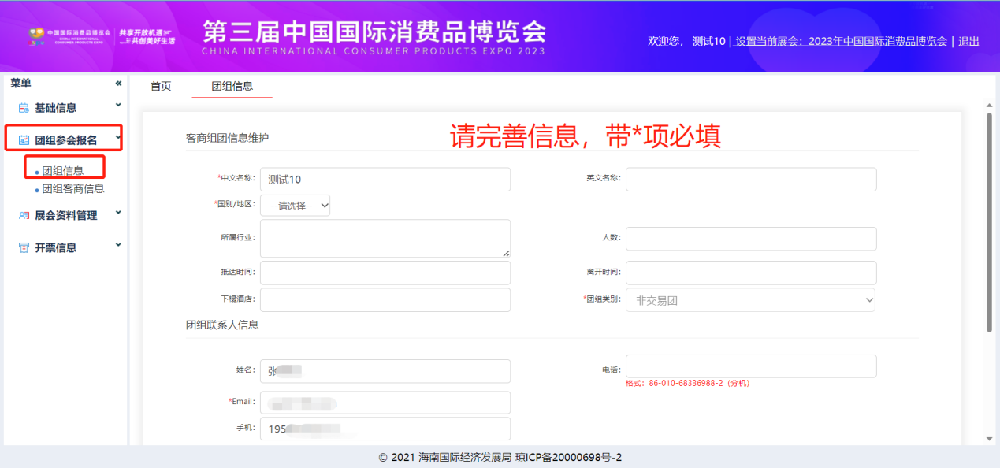 中国国际消费品博览会
CHINA INTERNATIONAL
CONSUMER PRODUCTS EXPO
共享开放机遇
共创美好生活
第三届中国国际消费品博览会
CHINA INTERNATIONAL CONSUMER PRODUCTS EXPO 2023
欢迎您， 测试10 | 设置当前展会：2023年中国国际消费品博览会 | 退出
菜单 «
首页 团组信息
基础信息
团组参会报名
团组信息
团组客商信息
展会资料管理
开票信息
请完善信息，带*项必填
客商组团信息维护
*中文名称: 测试10 英文名称:
*国别/地区: --请选择--
所属行业: 人数:
抵达时间: 离开时间:
下榻酒店: *团组类别: 非交易团
团组联系人信息
姓名: 张 电话:
格式：86-010-68336988-2（分机）
*Email:
手机: 195
© 2021 海南国际经济发展局 琼ICP备20000698号-2